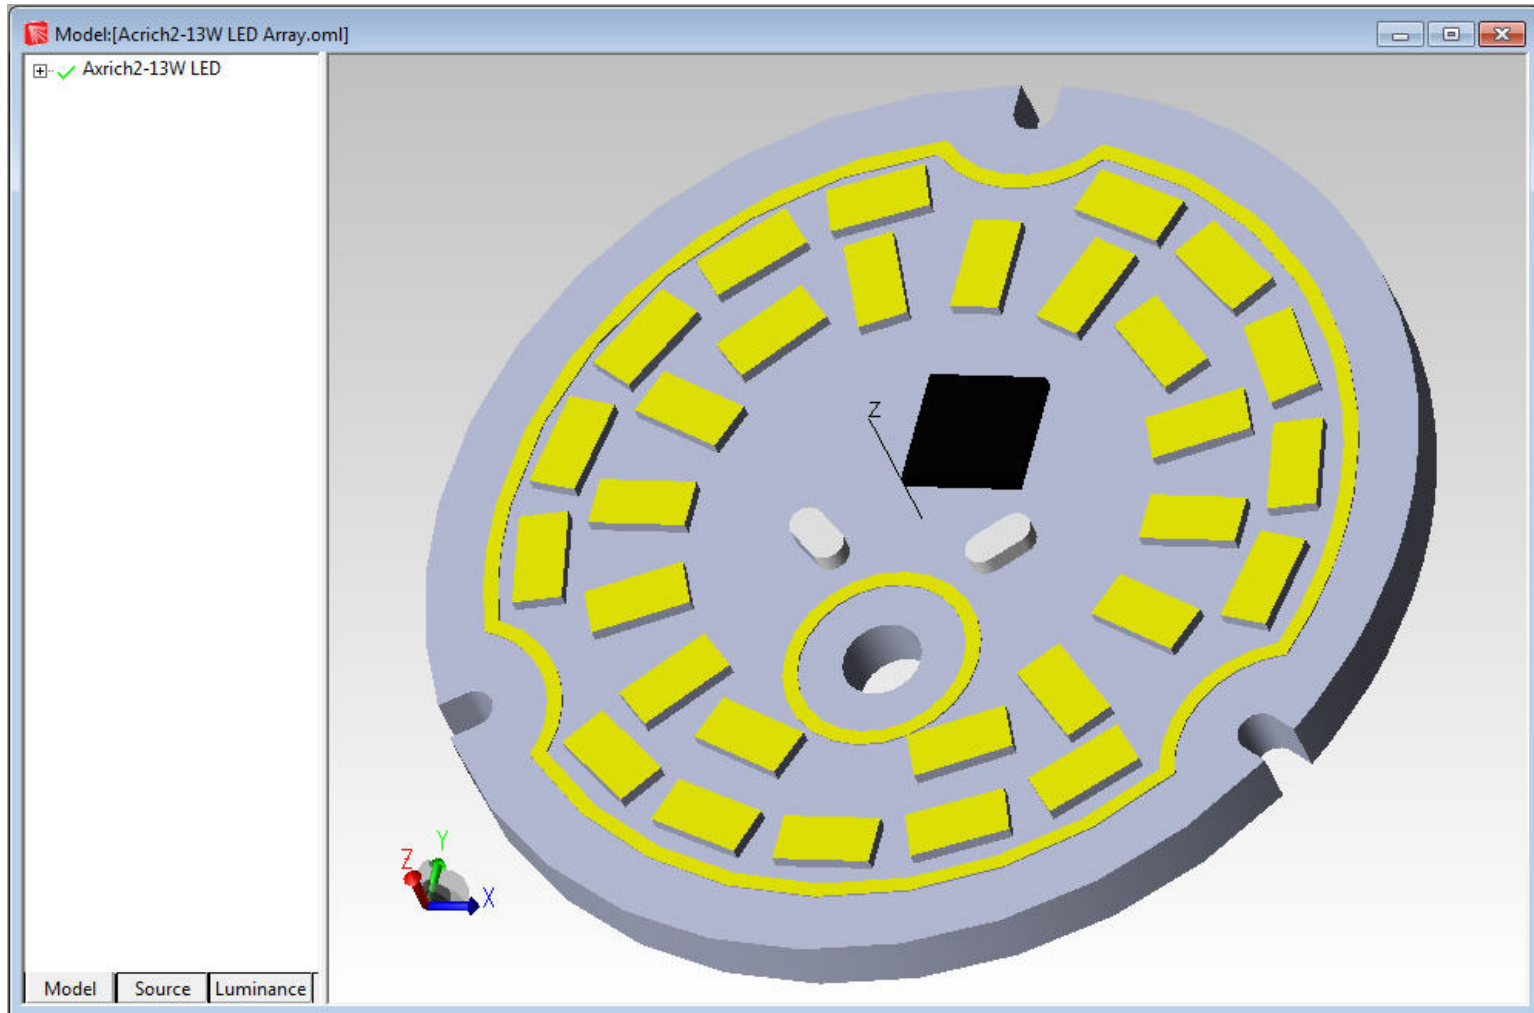 Model:[Acrich2-13W LED Array.oml]
Axrich2-13W LED
Z
Y
Z
X
Model Source Luminance